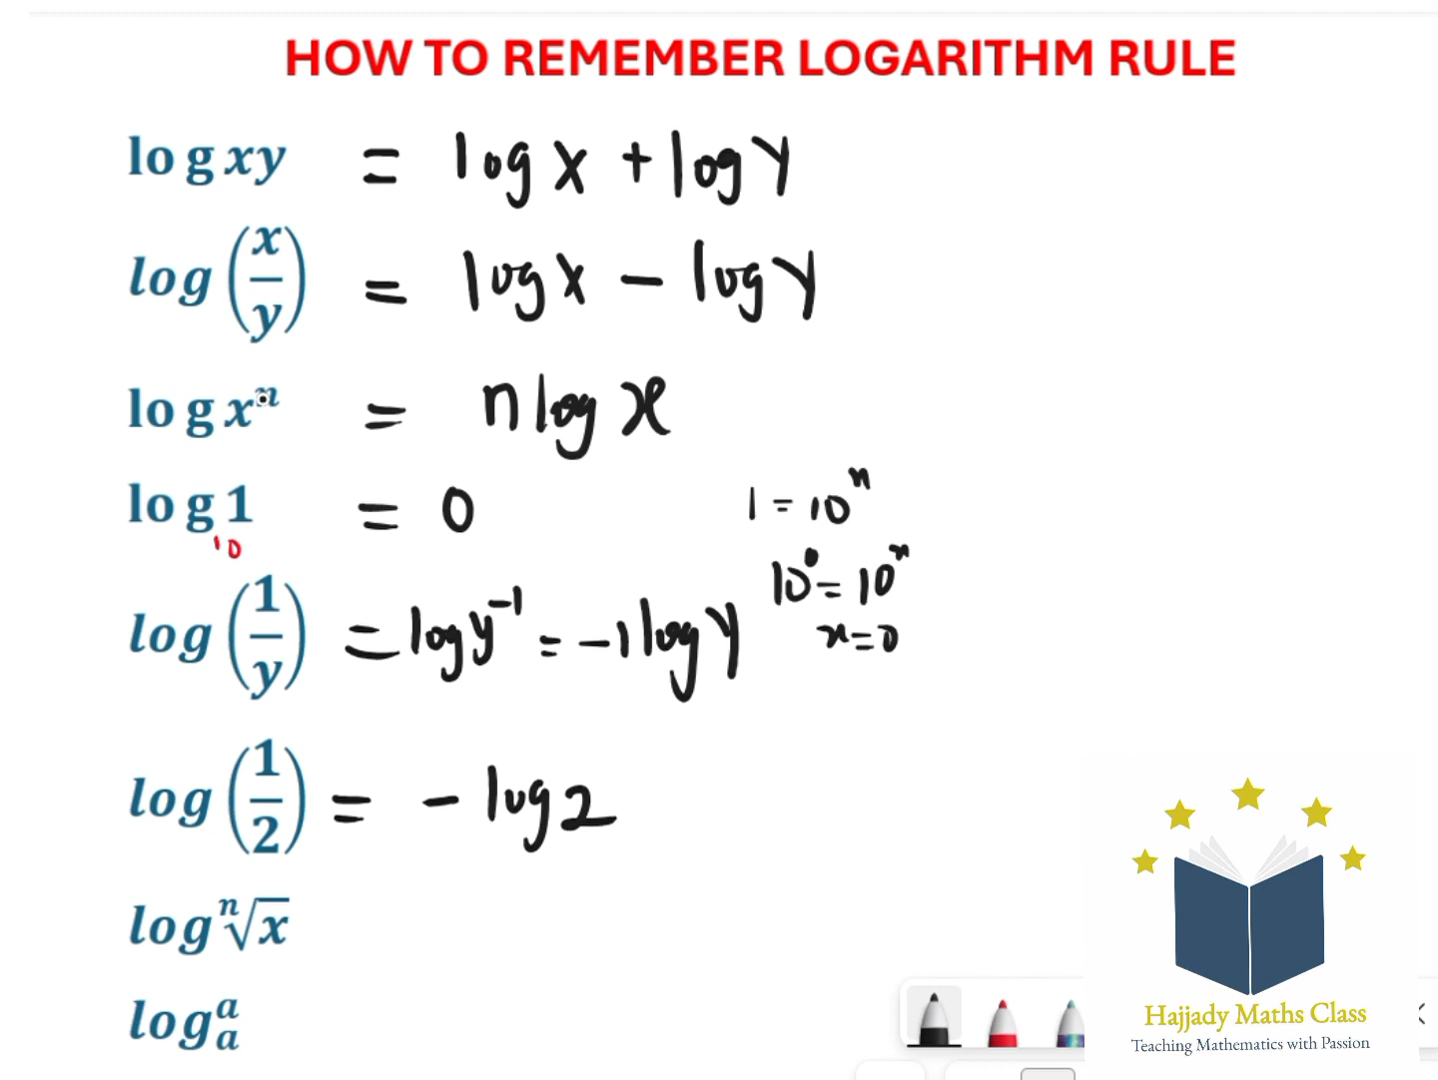 HOW TO REMEMBER LOGARITHM RULE
log xy = log x + log y
log (x/y) = log x - log y
log xⁿ = n log x
log 1 = 0
10
1 = 10ⁿ
10⁰ = 10ⁿ
n = 0
log (1/y) = log y⁻¹ = -1 log y
log (1/2) = - log 2
log ⁿ√x
logₐᵃ
Hajjady Maths Class
Teaching Mathematics with Passion